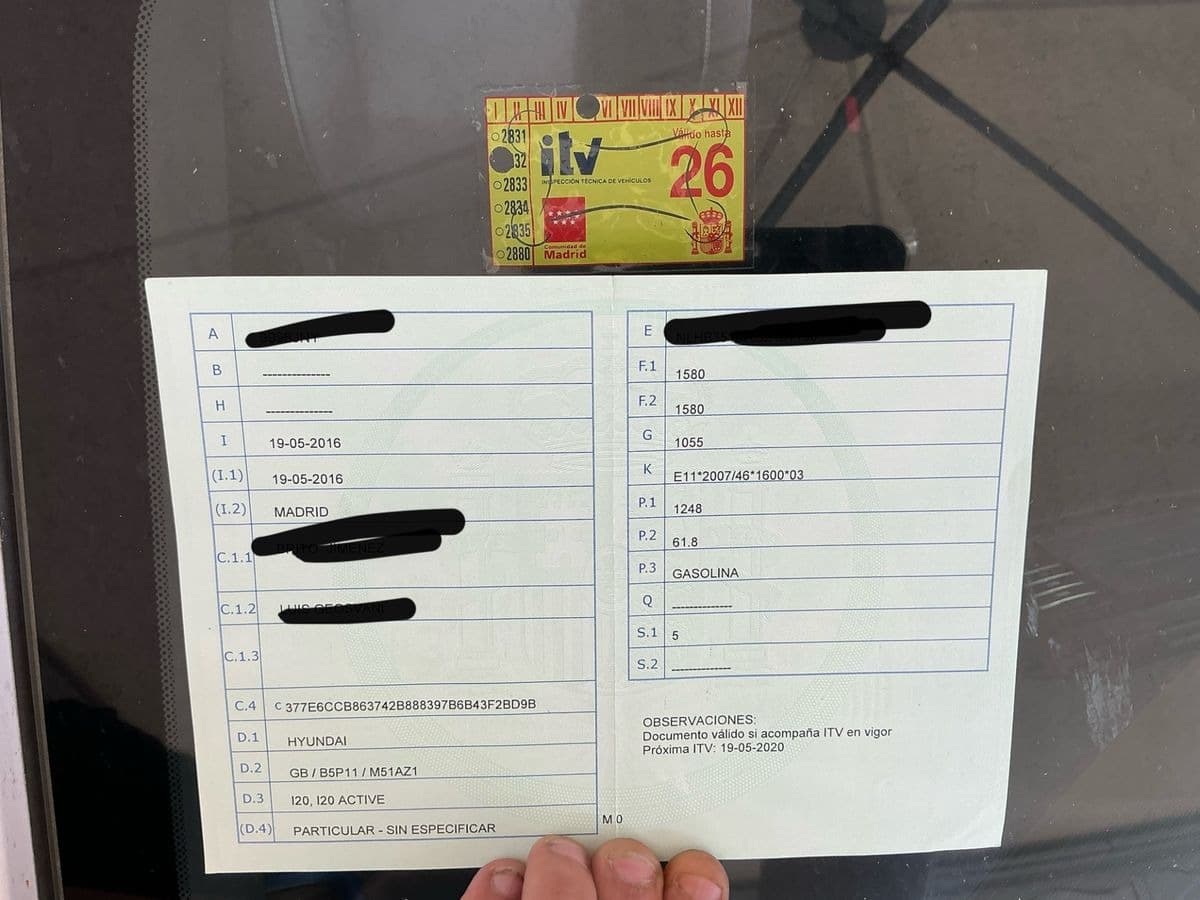 I II III IV VI VII VIII IX X XI XII
2831
32
2833
2834
2835
2880
itv
INSPECCIÓN TÉCNICA DE VEHÍCULOS
Válido hasta
26
Comunidad de
Madrid
A
B --------------
H --------------
I 19-05-2016
(I.1) 19-05-2016
(I.2) MADRID
C.1.1
C.1.2
C.1.3
C.4 C 377E6CCB863742B888397B6B43F2BD9B
D.1 HYUNDAI
D.2 GB / B5P11 / M51AZ1
D.3 I20, I20 ACTIVE
(D.4) PARTICULAR - SIN ESPECIFICAR
E
F.1 1580
F.2 1580
G 1055
K E11*2007/46*1600*03
P.1 1248
P.2 61.8
P.3 GASOLINA
Q --------------
S.1 5
S.2 --------------
OBSERVACIONES:
Documento válido si acompaña ITV en vigor
Próxima ITV: 19-05-2020
M 0